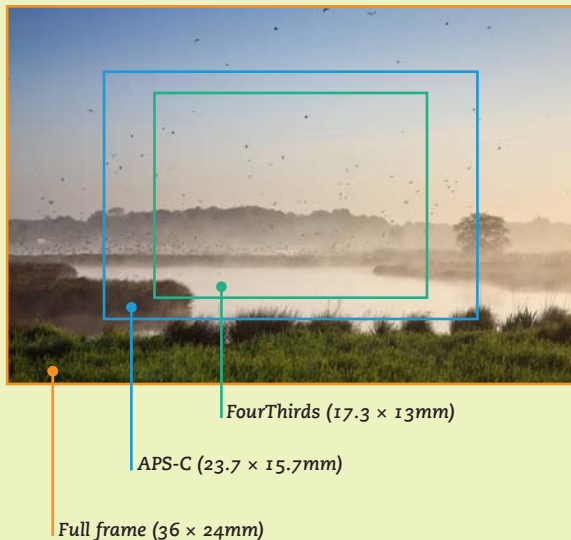 FourThirds (17.3 × 13mm)
APS-C (23.7 × 15.7mm)
Full frame (36 × 24mm)